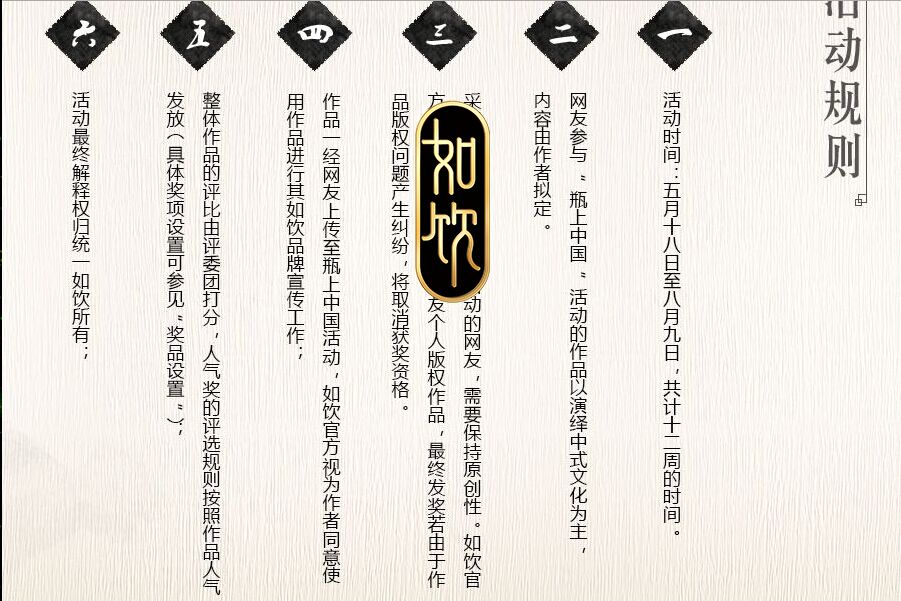 活动规则
一
活动时间：五月十八日至八月九日，共计十二周的时间。
二
网友参与“瓶上中国”活动的作品以演绎中式文化为主，
内容由作者拟定。
三
采
动的网友，需要保持原创性。如饮官
方
友个人版权作品，最终发奖若由于作
品版权问题产生纠纷，将取消获奖资格。
如饮
四
作品一经网友上传至瓶上中国活动，如饮官方视为作者同意使
用作品进行其如饮品牌宣传工作；
五
整体作品的评比由评委团打分，人气奖的评选规则按照作品人气
发放（具体奖项设置可参见“奖品设置”）；
六
活动最终解释权归统一如饮所有；